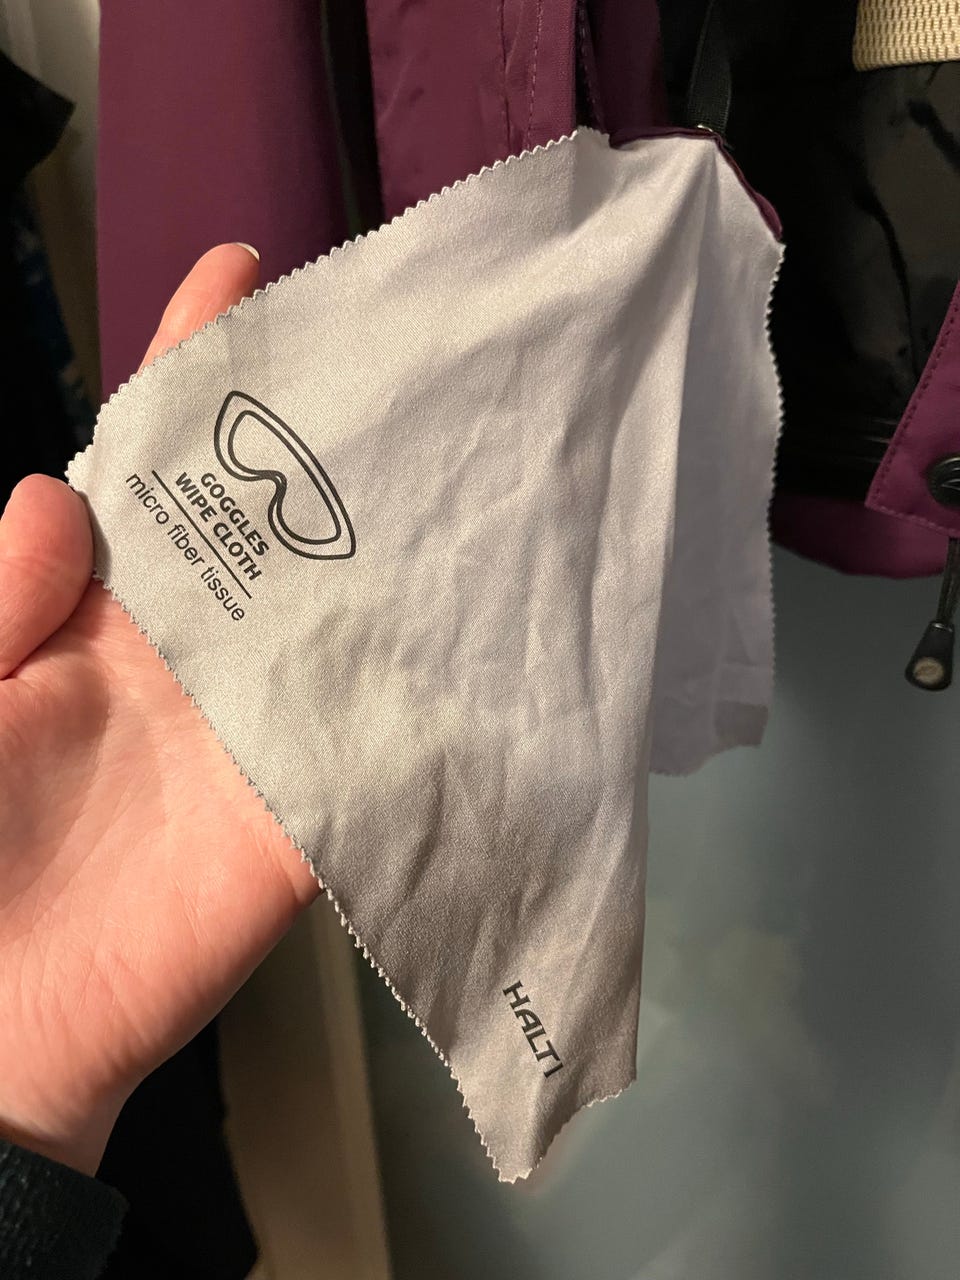 GOGGLES
WIPE CLOTH
micro fiber tissue
HALTI